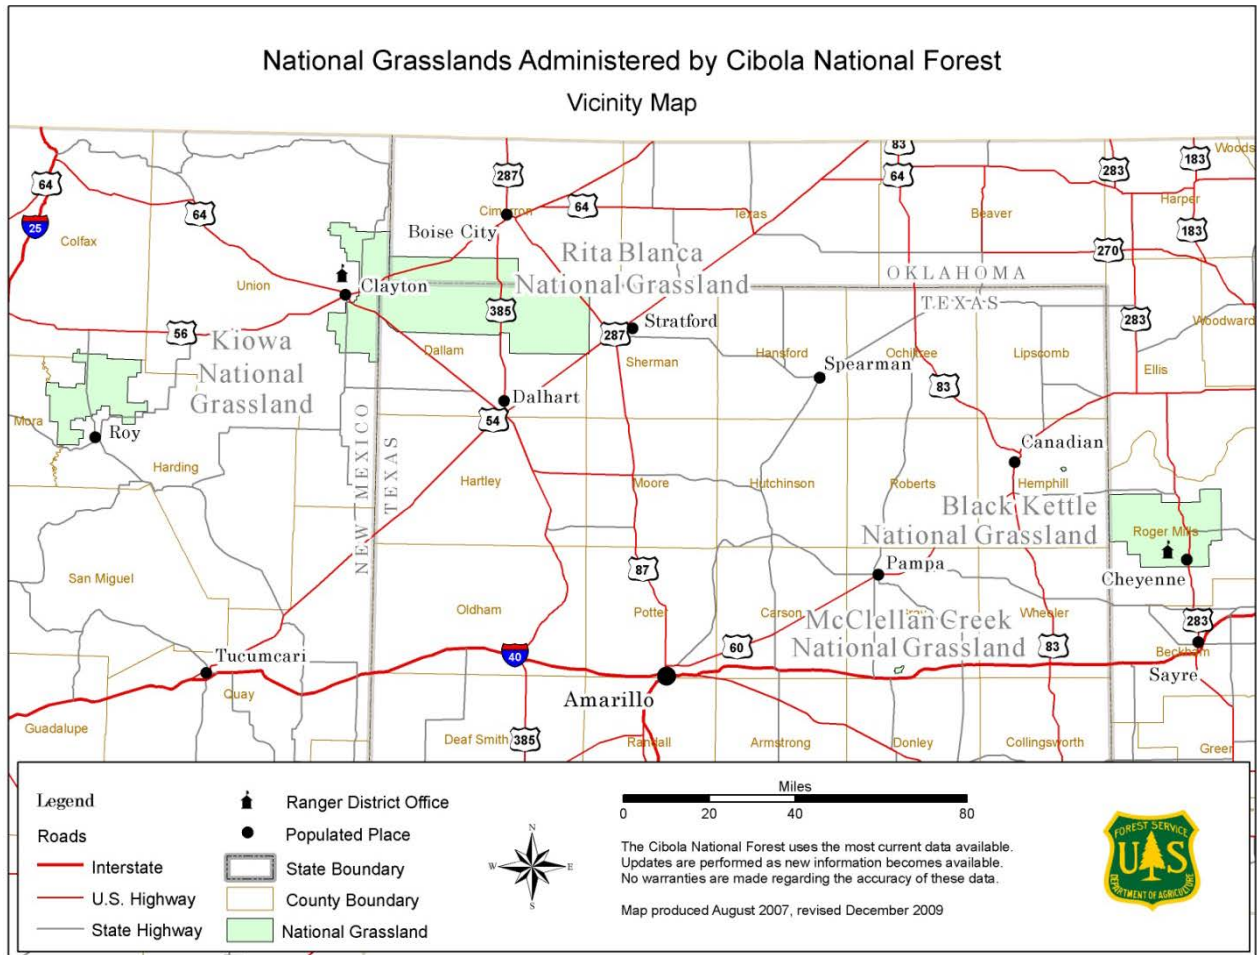 National Grasslands Administered by Cibola National Forest
Vicinity Map
83
Woods
64
287
64
283
183
64
Cimarron
64
Texas
Beaver
Harper
25
Colfax
Boise City
183
Rita Blanca
National Grassland
270
OKLAHOMA
TEXAS
Union
Clayton
385
Stratford
287
283
Woodward
56
Kiowa
National
Grassland
Dallam
Sherman
Hansford
Ochiltree
Lipscomb
Ellis
Spearman
83
Dalhart
54
Mora
Roy
NEW MEXICO
TEXAS
Canadian
Harding
Hartley
Moore
Hutchinson
Roberts
Hemphill
Black Kettle
National Grassland
Roger Mills
San Miguel
87
Pampa
Cheyenne
Oldham
Potter
Carson
Gray
Wheeler
McClellan Creek
National Grassland
283
Tucumcari
40
60
83
Beckham
Sayre
Quay
Amarillo
Guadalupe
Deaf Smith
385
Randall
Armstrong
Donley
Collingsworth
Greer
Legend
Roads
Interstate
U.S. Highway
State Highway
Ranger District Office
Populated Place
State Boundary
County Boundary
National Grassland
N
W
E
S
Miles
0 20 40 80
The Cibola National Forest uses the most current data available.
Updates are performed as new information becomes available.
No warranties are made regarding the accuracy of these data.
Map produced August 2007, revised December 2009
FOREST SERVICE
U S
DEPARTMENT OF AGRICULTURE